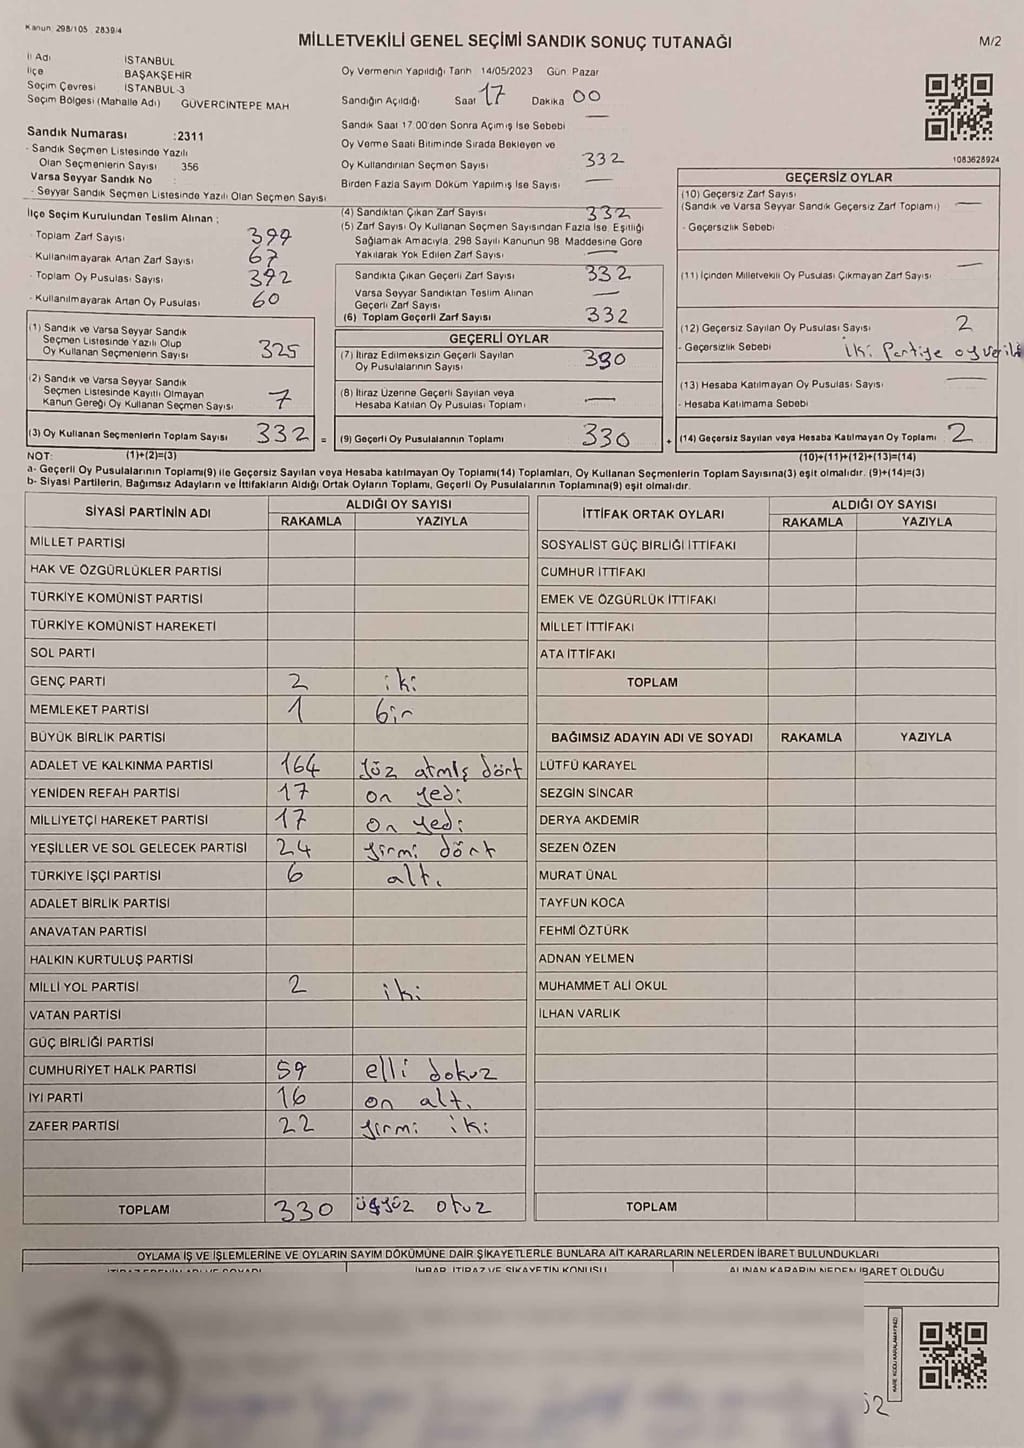 Kanun: 298/105 2839/4
MİLLETVEKİLİ GENEL SEÇİMİ SANDIK SONUÇ TUTANAĞI
M/2
İl Adı İSTANBUL
İlçe BAŞAKŞEHİR
Seçim Çevresi İSTANBUL-3
Seçim Bölgesi (Mahalle Adı) GÜVERCİNTEPE MAH
Sandık Numarası :2311
- Sandık Seçmen Listesinde Yazılı
Olan Seçmenlerin Sayısı 356
Varsa Seyyar Sandık No :
- Seyyar Sandık Seçmen Listesinde Yazılı Olan Seçmen Sayısı
Oy Vermenin Yapıldığı Tarih 14/05/2023 Gün Pazar
Sandığın Açıldığı Saat 17 Dakika 00
Sandık Saat 17.00'den Sonra Açımış İse Sebebi —
Oy Verme Saati Bitiminde Sırada Bekleyen ve
Oy Kullandırılan Seçmen Sayısı 332
Birden Fazla Sayım Döküm Yapılmış İse Sayısı —
1083628924
İlçe Seçim Kurulundan Teslim Alınan ;
- Toplam Zarf Sayısı 399
- Kullanılmayarak Artan Zarf Sayısı 67
- Toplam Oy Pusulası Sayısı 392
- Kullanılmayarak Artan Oy Pusulası 60
(1) Sandık ve Varsa Seyyar Sandık
Seçmen Listesinde Yazılı Olup
Oy Kullanan Seçmenlerin Sayısı 325
(2) Sandık ve Varsa Seyyar Sandık
Seçmen Listesinde Kayıtlı Olmayan
Kanun Gereği Oy Kullanan Seçmen Sayısı 7
(3) Oy Kullanan Seçmenlerin Toplam Sayısı 332 =
(4) Sandıktan Çıkan Zarf Sayısı 332
(5) Zarf Sayısı Oy Kullanan Seçmen Sayısından Fazla İse, Eşitliği
Sağlamak Amacıyla, 298 Sayılı Kanunun 98. Maddesine Göre
Yakılarak Yok Edilen Zarf Sayısı —
Sandıkta Çıkan Geçerli Zarf Sayısı 332
Varsa Seyyar Sandıktan Teslim Alınan
Geçerli Zarf Sayısı —
(6) Toplam Geçerli Zarf Sayısı 332
GEÇERLİ OYLAR
(7) İtiraz Edilmeksizin Geçerli Sayılan
Oy Pusulalarının Sayısı 330
(8) İtiraz Üzerine Geçerli Sayılan veya
Hesaba Katılan Oy Pusulası Toplamı —
(9) Geçerli Oy Pusulalarının Toplamı 330 +
GEÇERSİZ OYLAR
(10) Geçersiz Zarf Sayısı
(Sandık ve Varsa Seyyar Sandık Geçersiz Zarf Toplamı) —
- Geçersizlik Sebebi
(11) İçinden Milletvekili Oy Pusulası Çıkmayan Zarf Sayısı —
(12) Geçersiz Sayılan Oy Pusulası Sayısı 2
- Geçersizlik Sebebi iki Partiye oy
(13) Hesaba Katılmayan Oy Pusulası Sayısı —
- Hesaba Katılmama Sebebi
(14) Geçersiz Sayılan veya Hesaba Katılmayan Oy Toplamı 2
NOT: (1)+(2)=(3) (10)+(11)+(12)+(13)=(14)
a- Geçerli Oy Pusulalarının Toplamı(9) ile Geçersiz Sayılan veya Hesaba katılmayan Oy Toplamı(14) Toplamları, Oy Kullanan Seçmenlerin Toplam Sayısına(3) eşit olmalıdır. (9)+(14)=(3)
b- Siyasi Partilerin, Bağımsız Adayların ve İttifakların Aldığı Ortak Oyların Toplamı, Geçerli Oy Pusulalarının Toplamına(9) eşit olmalıdır.
SİYASİ PARTİNİN ADI ALDIĞI OY SAYISI
RAKAMLA YAZIYLA
MİLLET PARTİSİ
HAK VE ÖZGÜRLÜKLER PARTİSİ
TÜRKİYE KOMÜNİST PARTİSİ
TÜRKİYE KOMÜNİST HAREKETİ
SOL PARTİ
GENÇ PARTİ 2 iki
MEMLEKET PARTİSİ 1 bir
BÜYÜK BİRLİK PARTİSİ
ADALET VE KALKINMA PARTİSİ 164 yüz atmış dört
YENİDEN REFAH PARTİSİ 17 on yedi
MİLLİYETÇİ HAREKET PARTİSİ 17 on yedi
YEŞİLLER VE SOL GELECEK PARTİSİ 24 yirmi dört
TÜRKİYE İŞÇİ PARTİSİ 6 altı
ADALET BİRLİK PARTİSİ
ANAVATAN PARTİSİ
HALKIN KURTULUŞ PARTİSİ
MİLLİ YOL PARTİSİ 2 iki
VATAN PARTİSİ
GÜÇ BİRLİĞİ PARTİSİ
CUMHURİYET HALK PARTİSİ 59 elli dokuz
İYİ PARTİ 16 on altı
ZAFER PARTİSİ 22 yirmi iki
TOPLAM 330 üçyüz otuz
İTTİFAK ORTAK OYLARI ALDIĞI OY SAYISI
RAKAMLA YAZIYLA
SOSYALİST GÜÇ BİRLİĞİ İTTİFAKI
CUMHUR İTTİFAKI
EMEK VE ÖZGÜRLÜK İTTİFAKI
MİLLET İTTİFAKI
ATA İTTİFAKI
TOPLAM
BAĞIMSIZ ADAYIN ADI VE SOYADI RAKAMLA YAZIYLA
LÜTFÜ KARAYEL
SEZGİN SİNCAR
DERYA AKDEMİR
SEZEN ÖZEN
MURAT ÜNAL
TAYFUN KOCA
FEHMİ ÖZTÜRK
ADNAN YELMEN
MUHAMMET ALİ OKUL
İLHAN VARLIK
TOPLAM
OYLAMA İŞ VE İŞLEMLERİNE VE OYLARIN SAYIM DÖKÜMÜNE DAİR ŞİKAYETLERLE BUNLARA AİT KARARLARIN NELERDEN İBARET BULUNDUKLARI
İHBAR, İTİRAZ VE ŞİKAYETİN KONUSU ALINAN KARARIN NEDEN İBARET OLDUĞU
KARE KODU KARALAMAYINIZ!